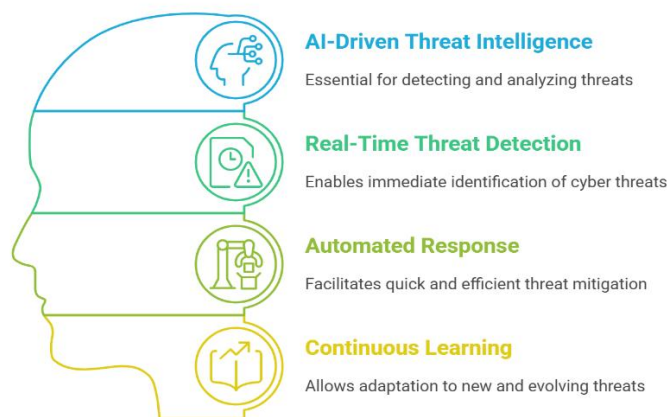 AI-Driven Threat Intelligence
Essential for detecting and analyzing threats
Real-Time Threat Detection
Enables immediate identification of cyber threats
Automated Response
Facilitates quick and efficient threat mitigation
Continuous Learning
Allows adaptation to new and evolving threats